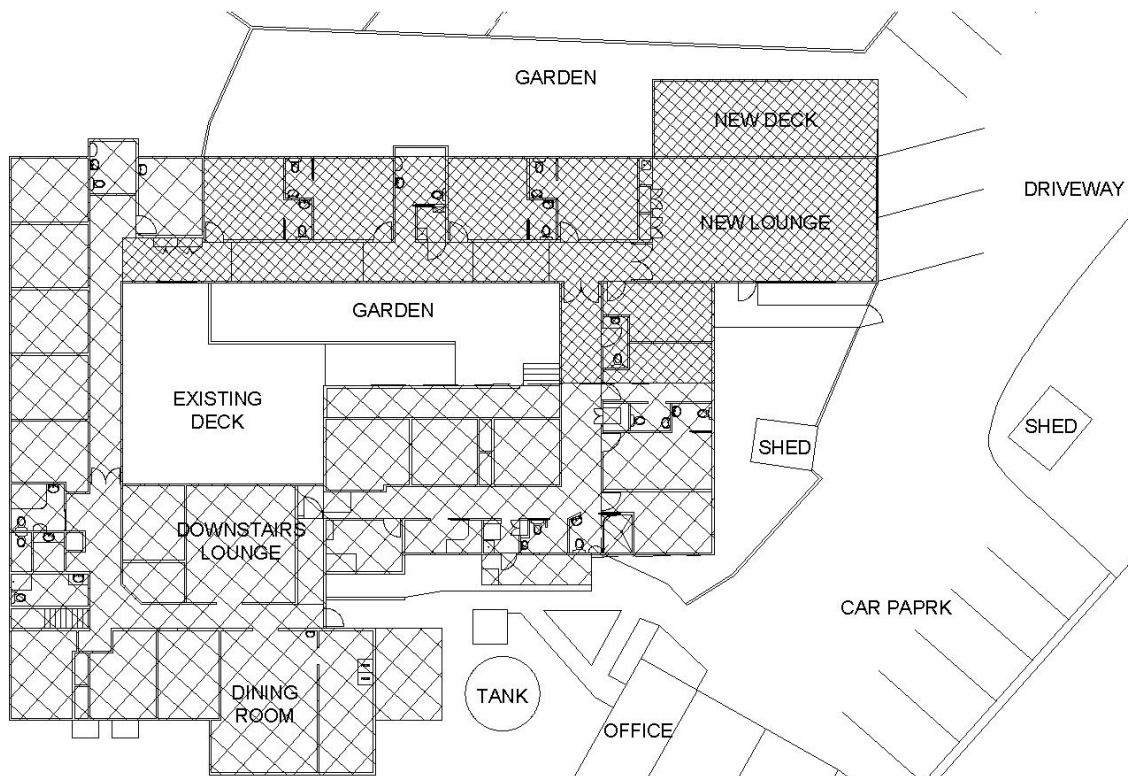 GARDEN
NEW DECK
DRIVEWAY
NEW LOUNGE
GARDEN
EXISTING
DECK
SHED
SHED
DOWNSTAIRS
LOUNGE
CAR PAPRK
DINING
ROOM
TANK
OFFICE